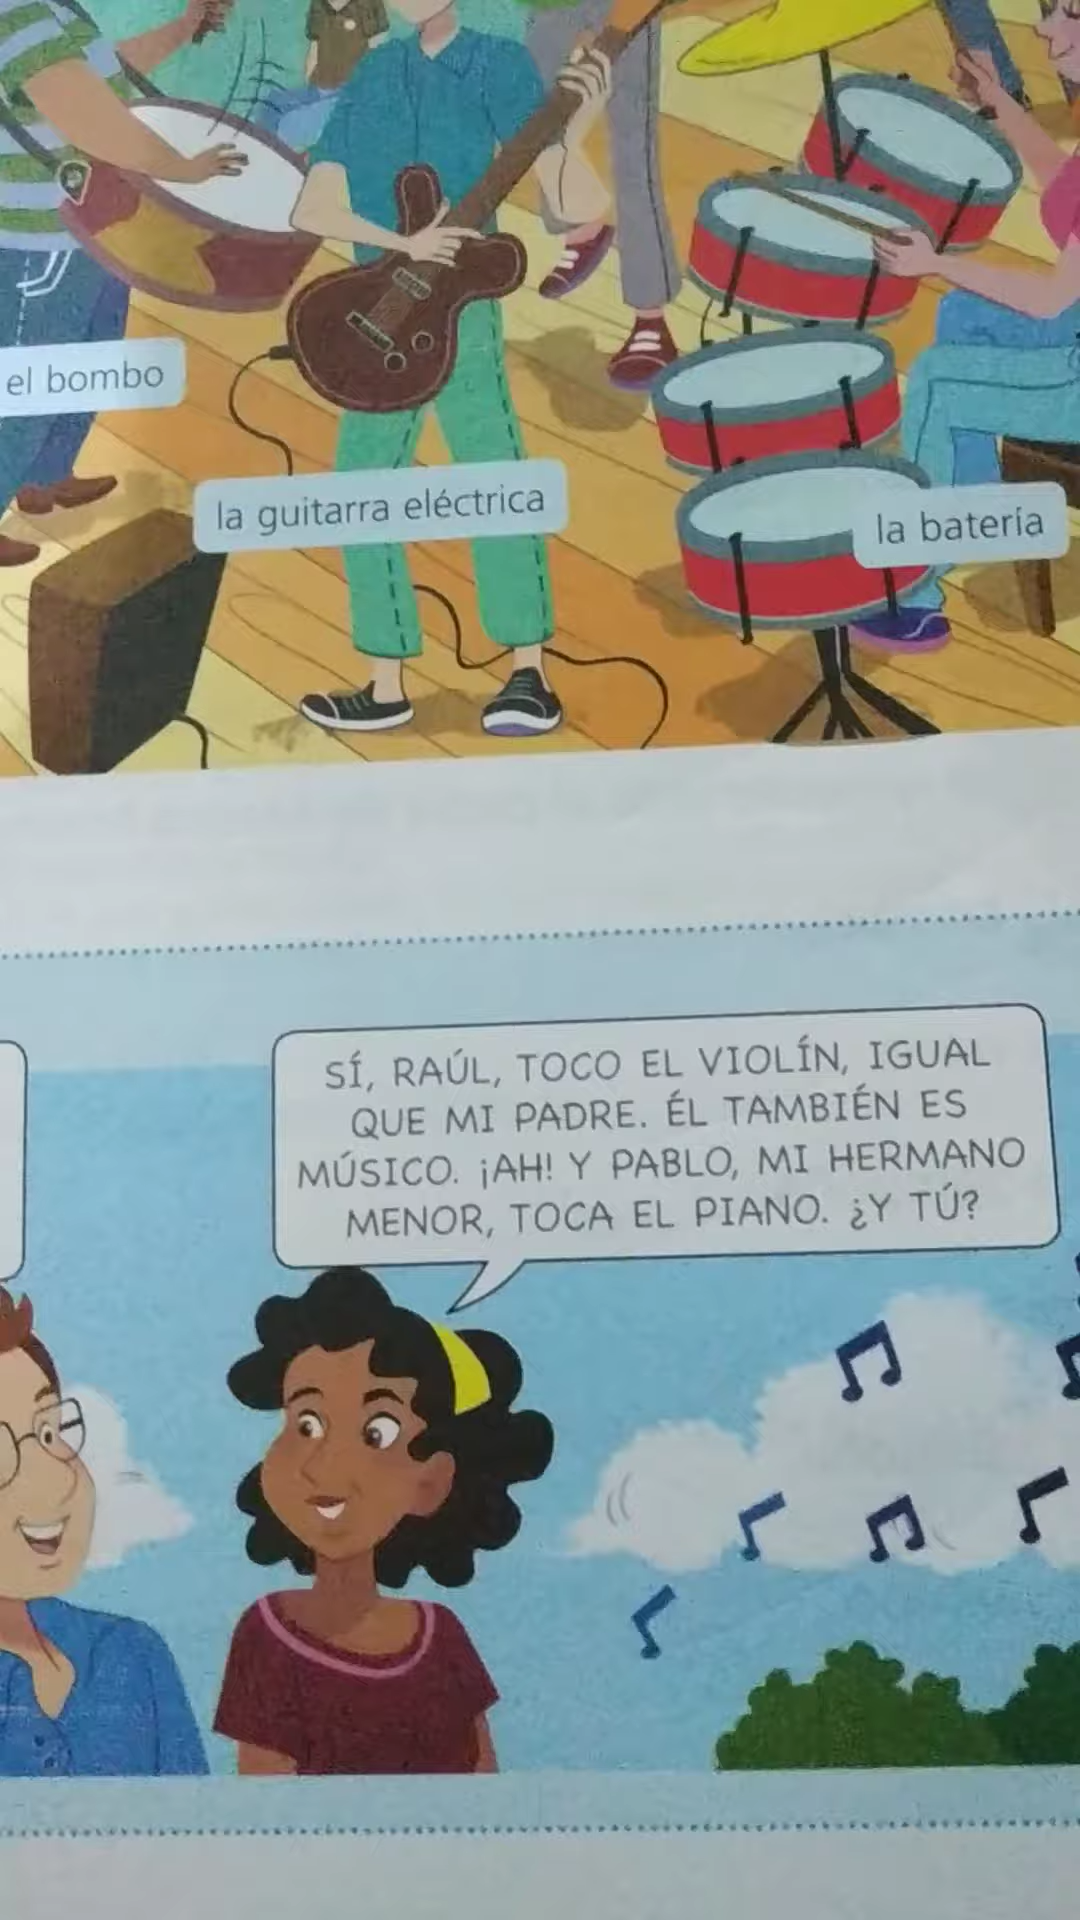 el bombo
la guitarra eléctrica
la batería
SÍ, RAÚL, TOCO EL VIOLÍN, IGUAL
QUE MI PADRE. ÉL TAMBIÉN ES
MÚSICO. ¡AH! Y PABLO, MI HERMANO
MENOR, TOCA EL PIANO. ¿Y TÚ?